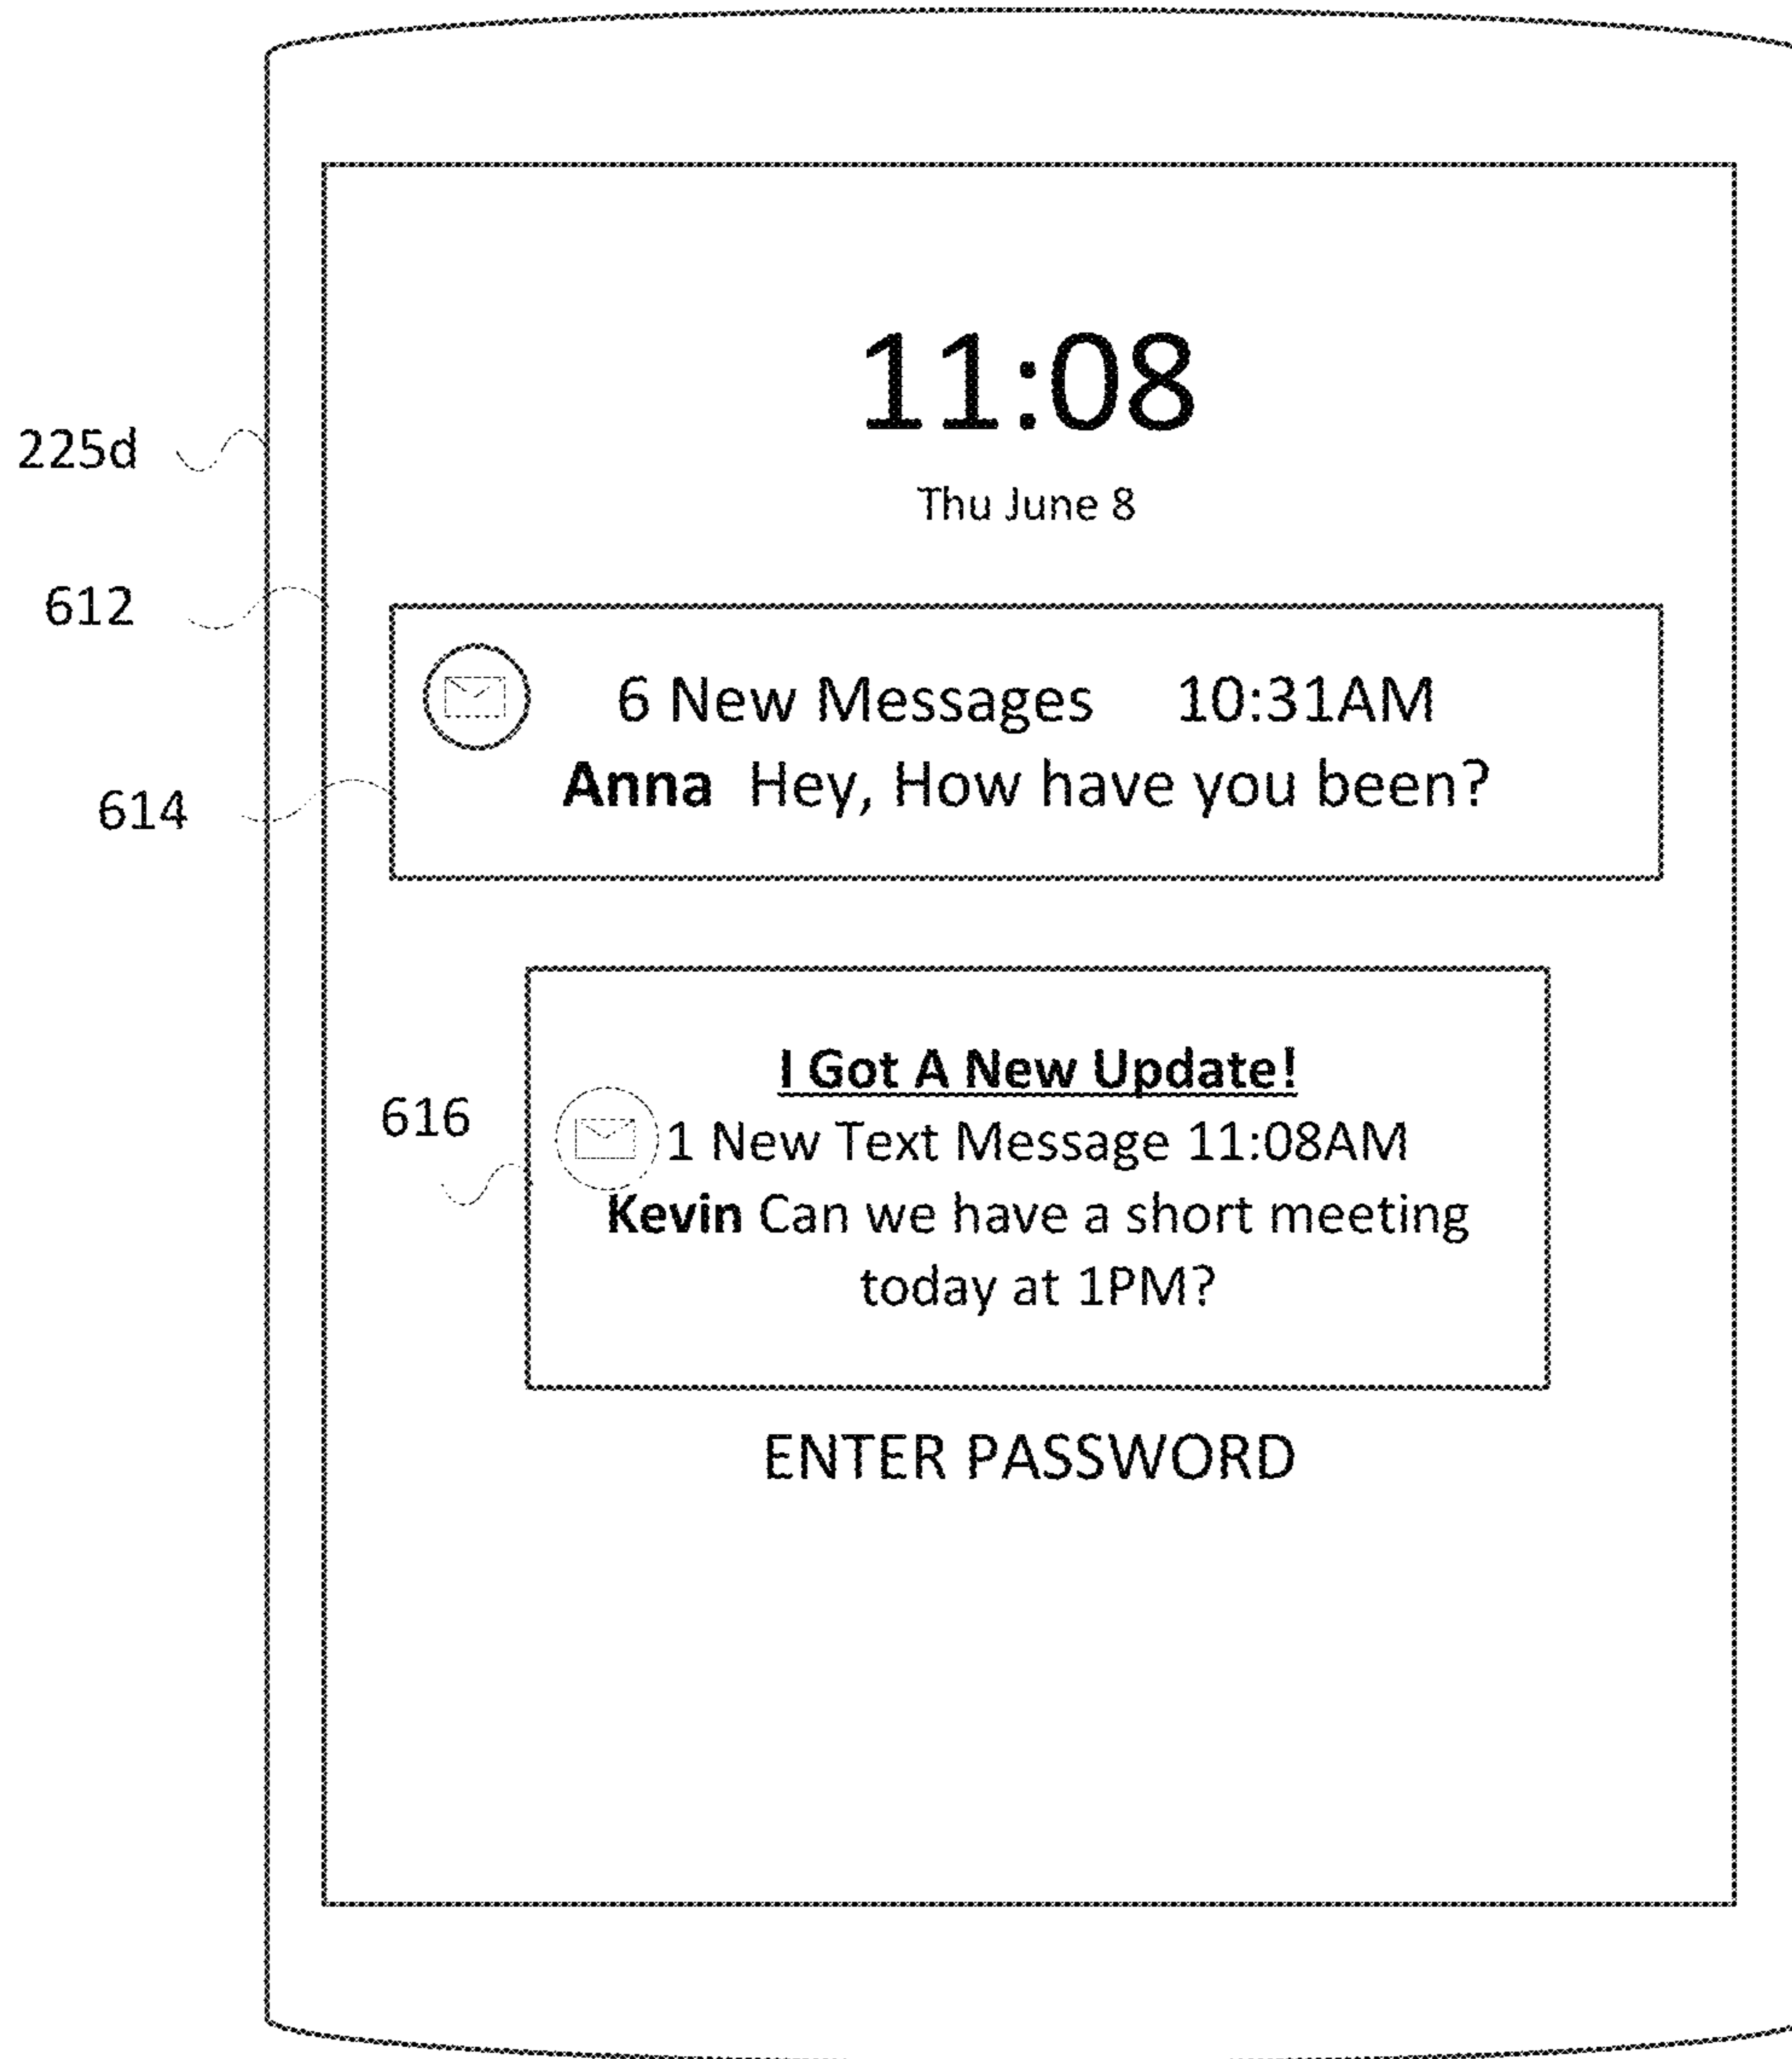 11:08
225d
Thu June 8
612
6 New Messages 10:31AM
Anna Hey, How have you been?
614
I Got A New Update!
616
1 New Text Message 11:08AM
Kevin Can we have a short meeting
today at 1PM?
ENTER PASSWORD